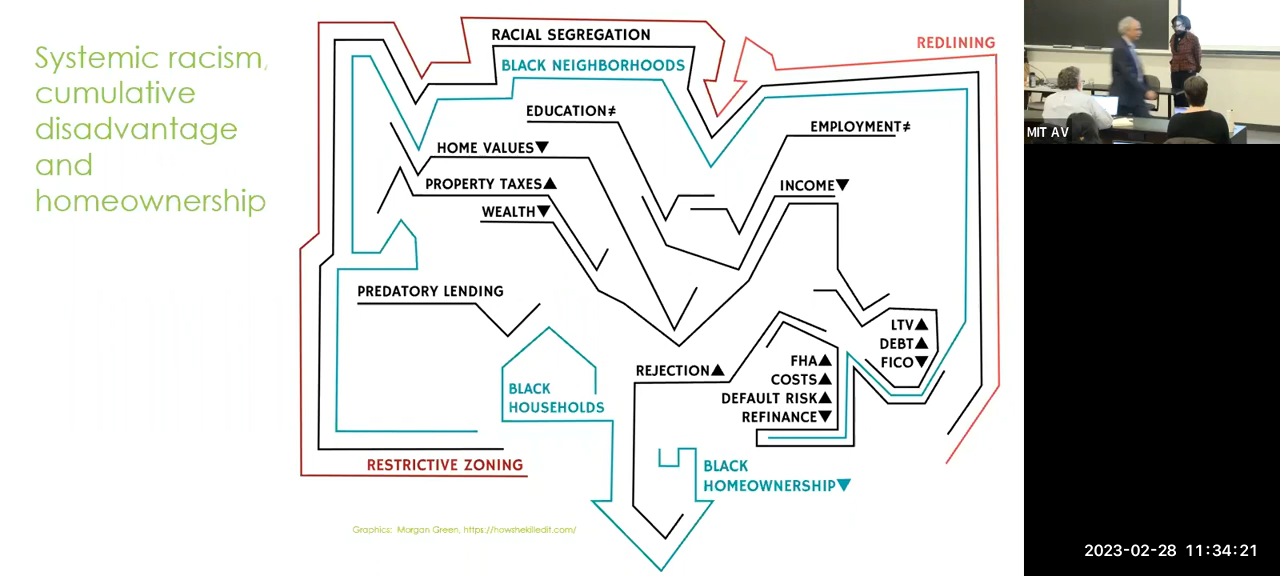 Systemic racism,
cumulative
disadvantage
and
homeownership
RACIAL SEGREGATION
REDLINING
BLACK NEIGHBORHOODS
EDUCATION≠
EMPLOYMENT≠
HOME VALUES▼
PROPERTY TAXES▲
INCOME▼
WEALTH▼
PREDATORY LENDING
LTV▲
DEBT▲
FICO▼
REJECTION▲
FHA▲
COSTS▲
DEFAULT RISK▲
REFINANCE▼
BLACK
HOUSEHOLDS
RESTRICTIVE ZONING
BLACK
HOMEOWNERSHIP▼
Graphics: Morgan Green, https://howshekilledit.com/
MIT AV
2023-02-28 11:34:21